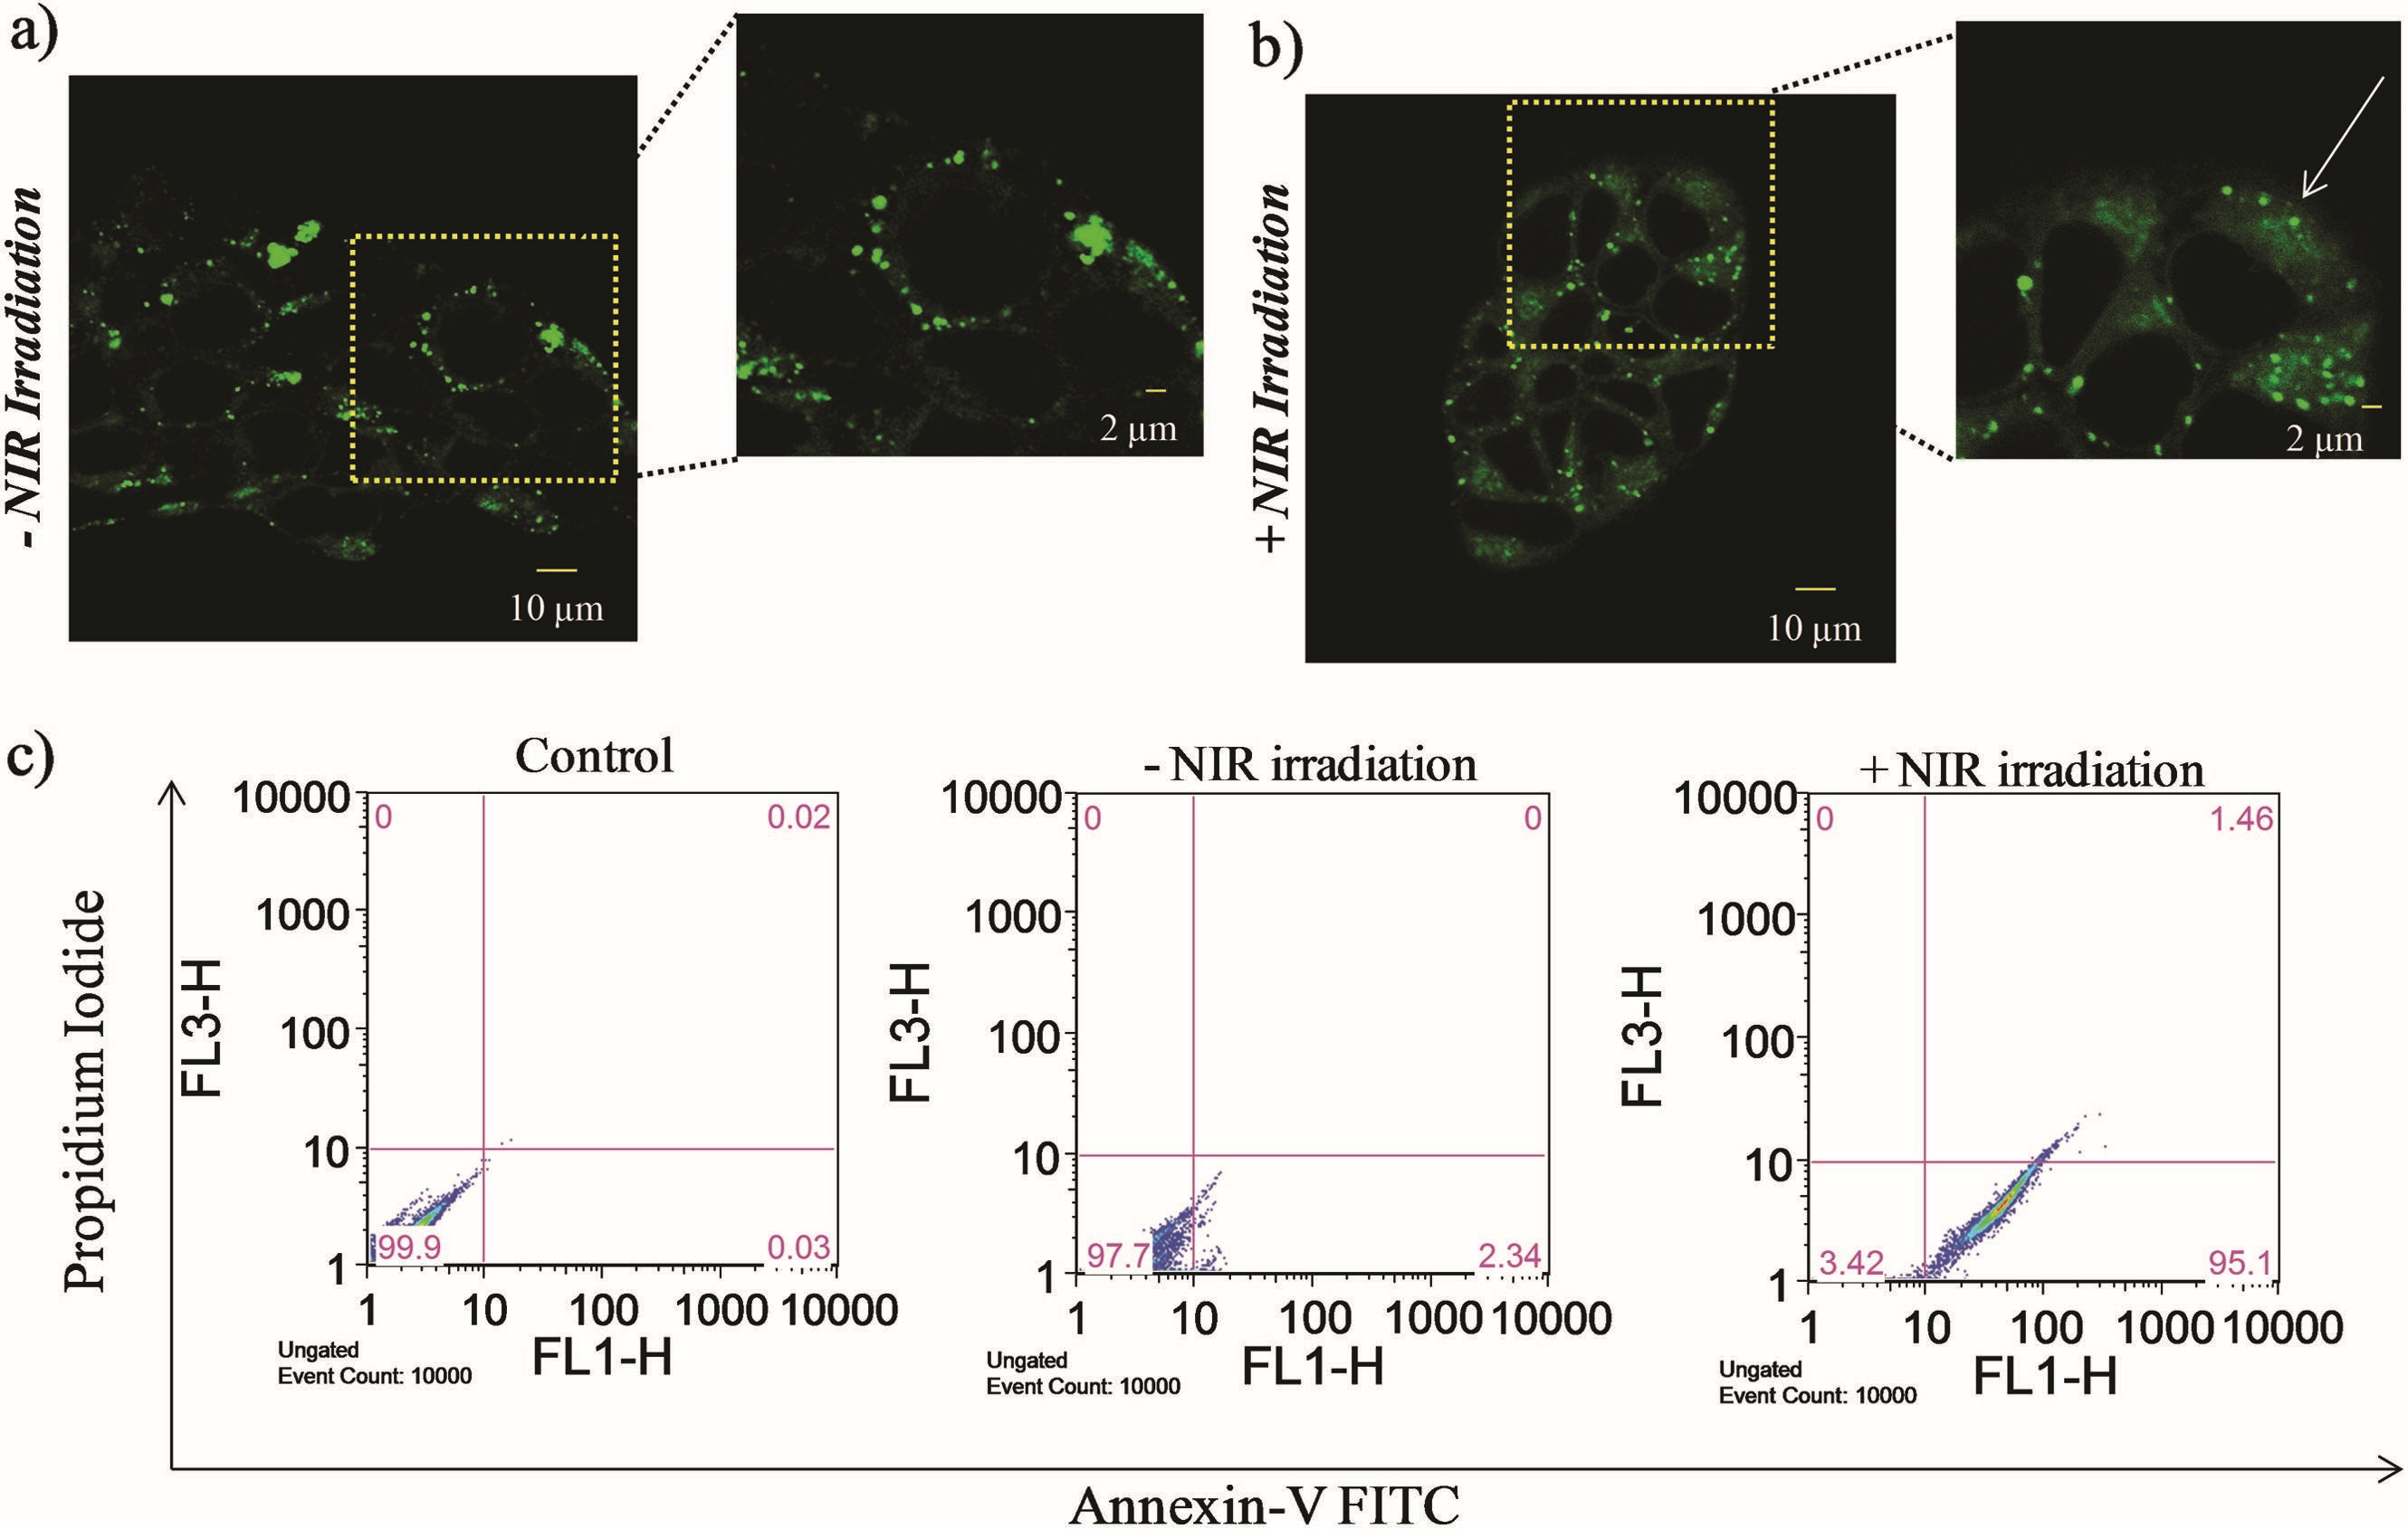 a)
- NIR Irradiation
10 µm
2 µm
b)
+ NIR Irradiation
10 µm
2 µm
c)
Propidium Iodide
Control
FL3-H
10000
1000
100
10
1
0
0.02
99.9
0.03
1 10 100 1000 10000
FL1-H
Ungated
Event Count: 10000
- NIR irradiation
FL3-H
10000
1000
100
10
1
0
0
97.7
2.34
1 10 100 1000 10000
FL1-H
Ungated
Event Count: 10000
+ NIR irradiation
FL3-H
10000
1000
100
10
1
0
1.46
3.42
95.1
1 10 100 1000 10000
FL1-H
Ungated
Event Count: 10000
Annexin-V FITC